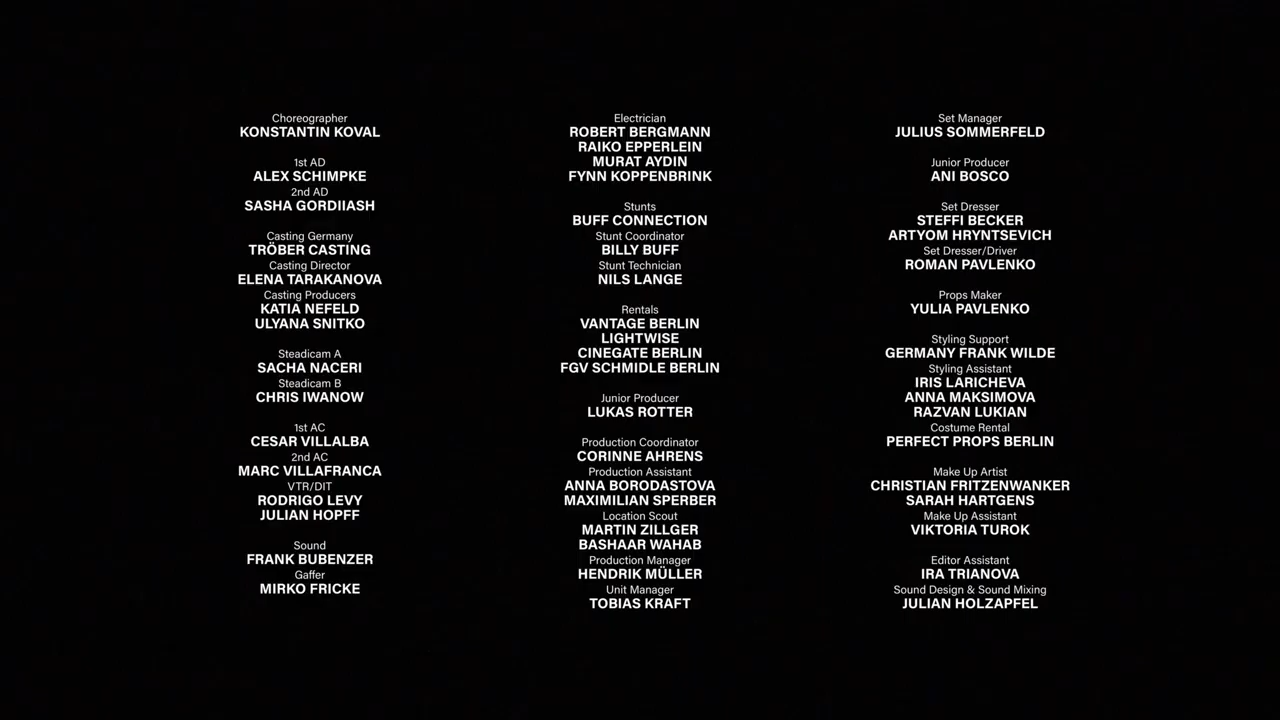 Choreographer
KONSTANTIN KOVAL
1st AD
ALEX SCHIMPKE
2nd AD
SASHA GORDIIASH
Casting Germany
TRÖBER CASTING
Casting Director
ELENA TARAKANOVA
Casting Producers
KATIA NEFELD
ULYANA SNITKO
Steadicam A
SACHA NACERI
Steadicam B
CHRIS IWANOW
1st AC
CESAR VILLALBA
2nd AC
MARC VILLAFRANCA
VTR/DIT
RODRIGO LEVY
JULIAN HOPFF
Sound
FRANK BUBENZER
Gaffer
MIRKO FRICKE
Electrician
ROBERT BERGMANN
RAIKO EPPERLEIN
MURAT AYDIN
FYNN KOPPENBRINK
Stunts
BUFF CONNECTION
Stunt Coordinator
BILLY BUFF
Stunt Technician
NILS LANGE
Rentals
VANTAGE BERLIN
LIGHTWISE
CINEGATE BERLIN
FGV SCHMIDLE BERLIN
Junior Producer
LUKAS ROTTER
Production Coordinator
CORINNE AHRENS
Production Assistant
ANNA BORODASTOVA
MAXIMILIAN SPERBER
Location Scout
MARTIN ZILLGER
BASHAAR WAHAB
Production Manager
HENDRIK MÜLLER
Unit Manager
TOBIAS KRAFT
Set Manager
JULIUS SOMMERFELD
Junior Producer
ANI BOSCO
Set Dresser
STEFFI BECKER
ARTYOM HRYNTSEVICH
Set Dresser/Driver
ROMAN PAVLENKO
Props Maker
YULIA PAVLENKO
Styling Support
GERMANY FRANK WILDE
Styling Assistant
IRIS LARICHEVA
ANNA MAKSIMOVA
RAZVAN LUKIAN
Costume Rental
PERFECT PROPS BERLIN
Make Up Artist
CHRISTIAN FRITZENWANKER
SARAH HARTGENS
Make Up Assistant
VIKTORIA TUROK
Editor Assistant
IRA TRIANOVA
Sound Design & Sound Mixing
JULIAN HOLZAPFEL